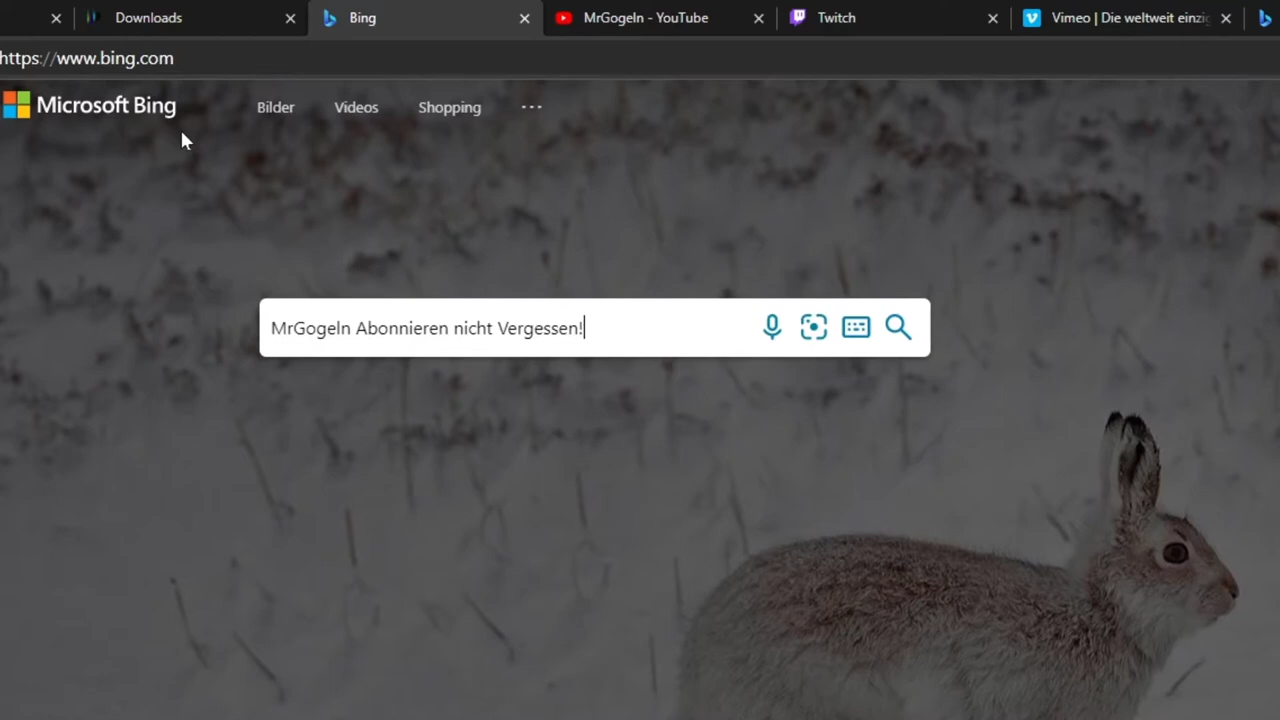 Downloads
Bing
MrGogeln - YouTube
Twitch
Vimeo | Die weltweit einzi
https://www.bing.com
Microsoft Bing
Bilder
Videos
Shopping
MrGogeln Abonnieren nicht Vergessen!